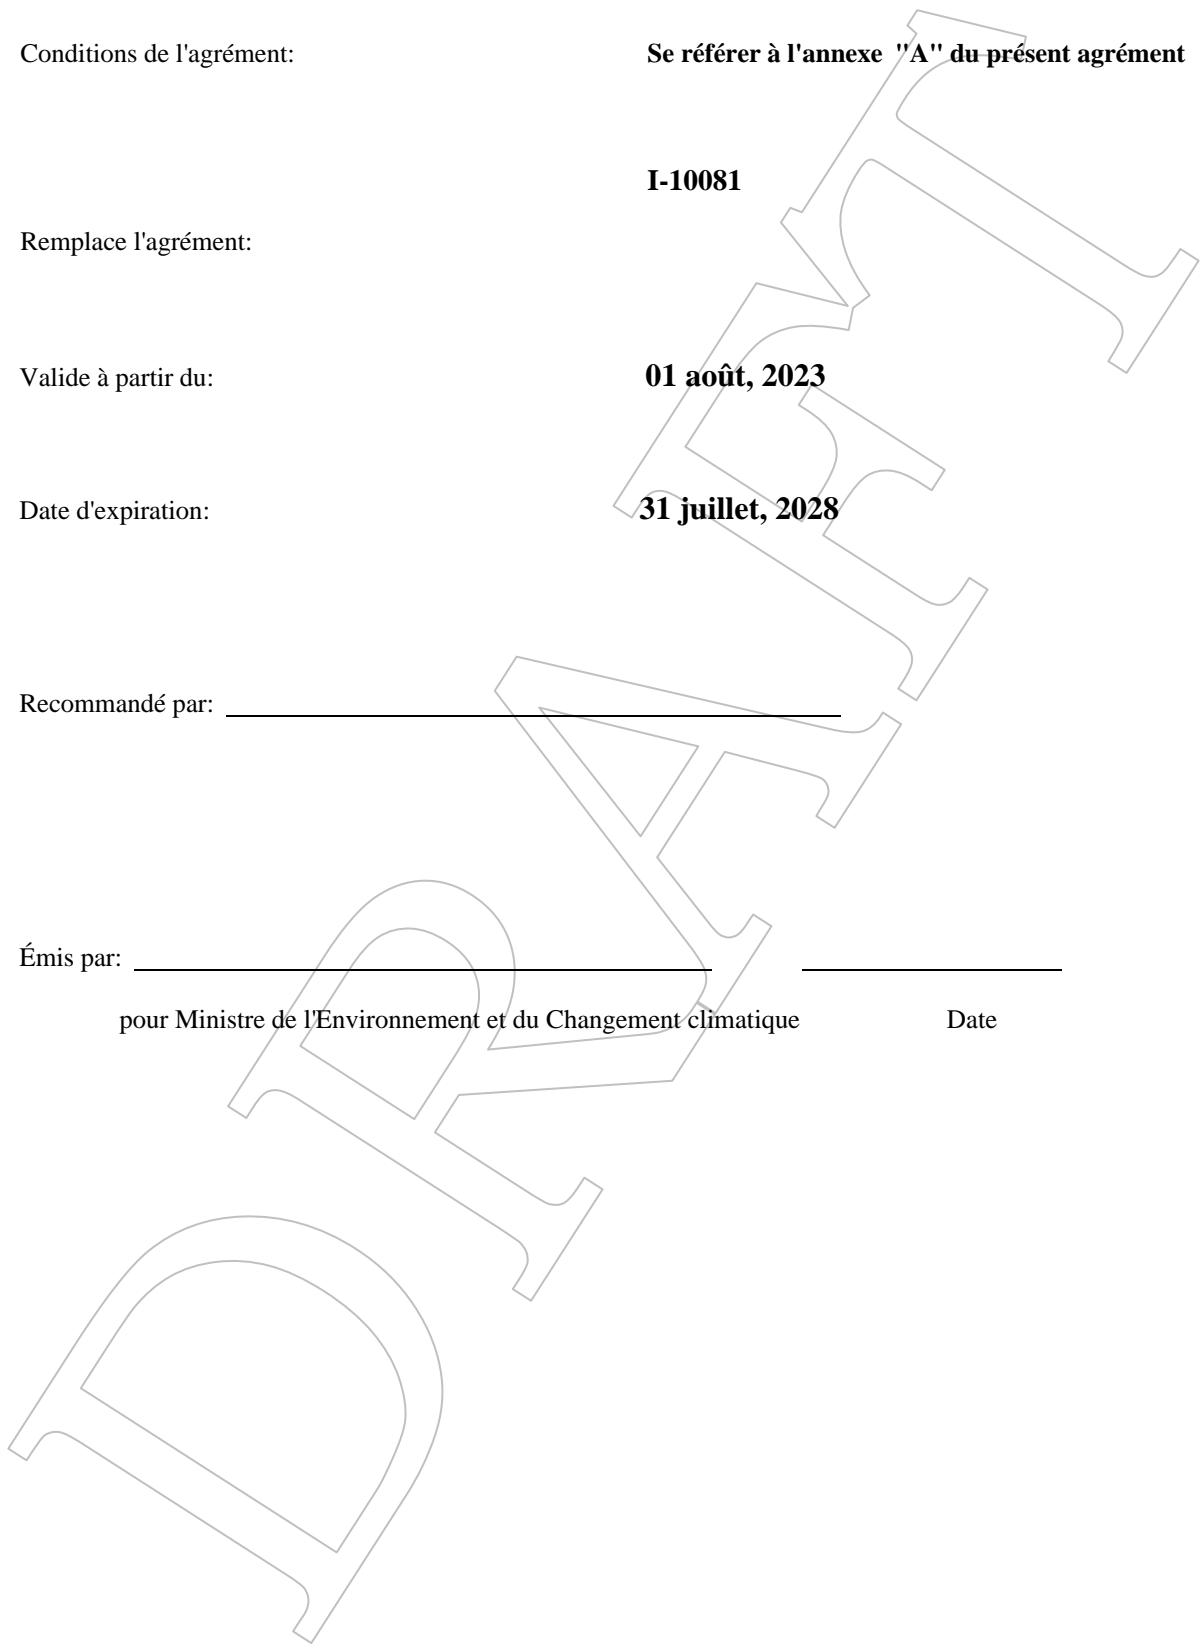 Conditions de l'agrément: Se référer à l'annexe "A" du présent agrément
I-10081
Remplace l'agrément:
Valide à partir du: 01 août, 2023
Date d'expiration: 31 juillet, 2028
Recommandé par:
Émis par:
pour Ministre de l'Environnement et du Changement climatique Date
DRAFT